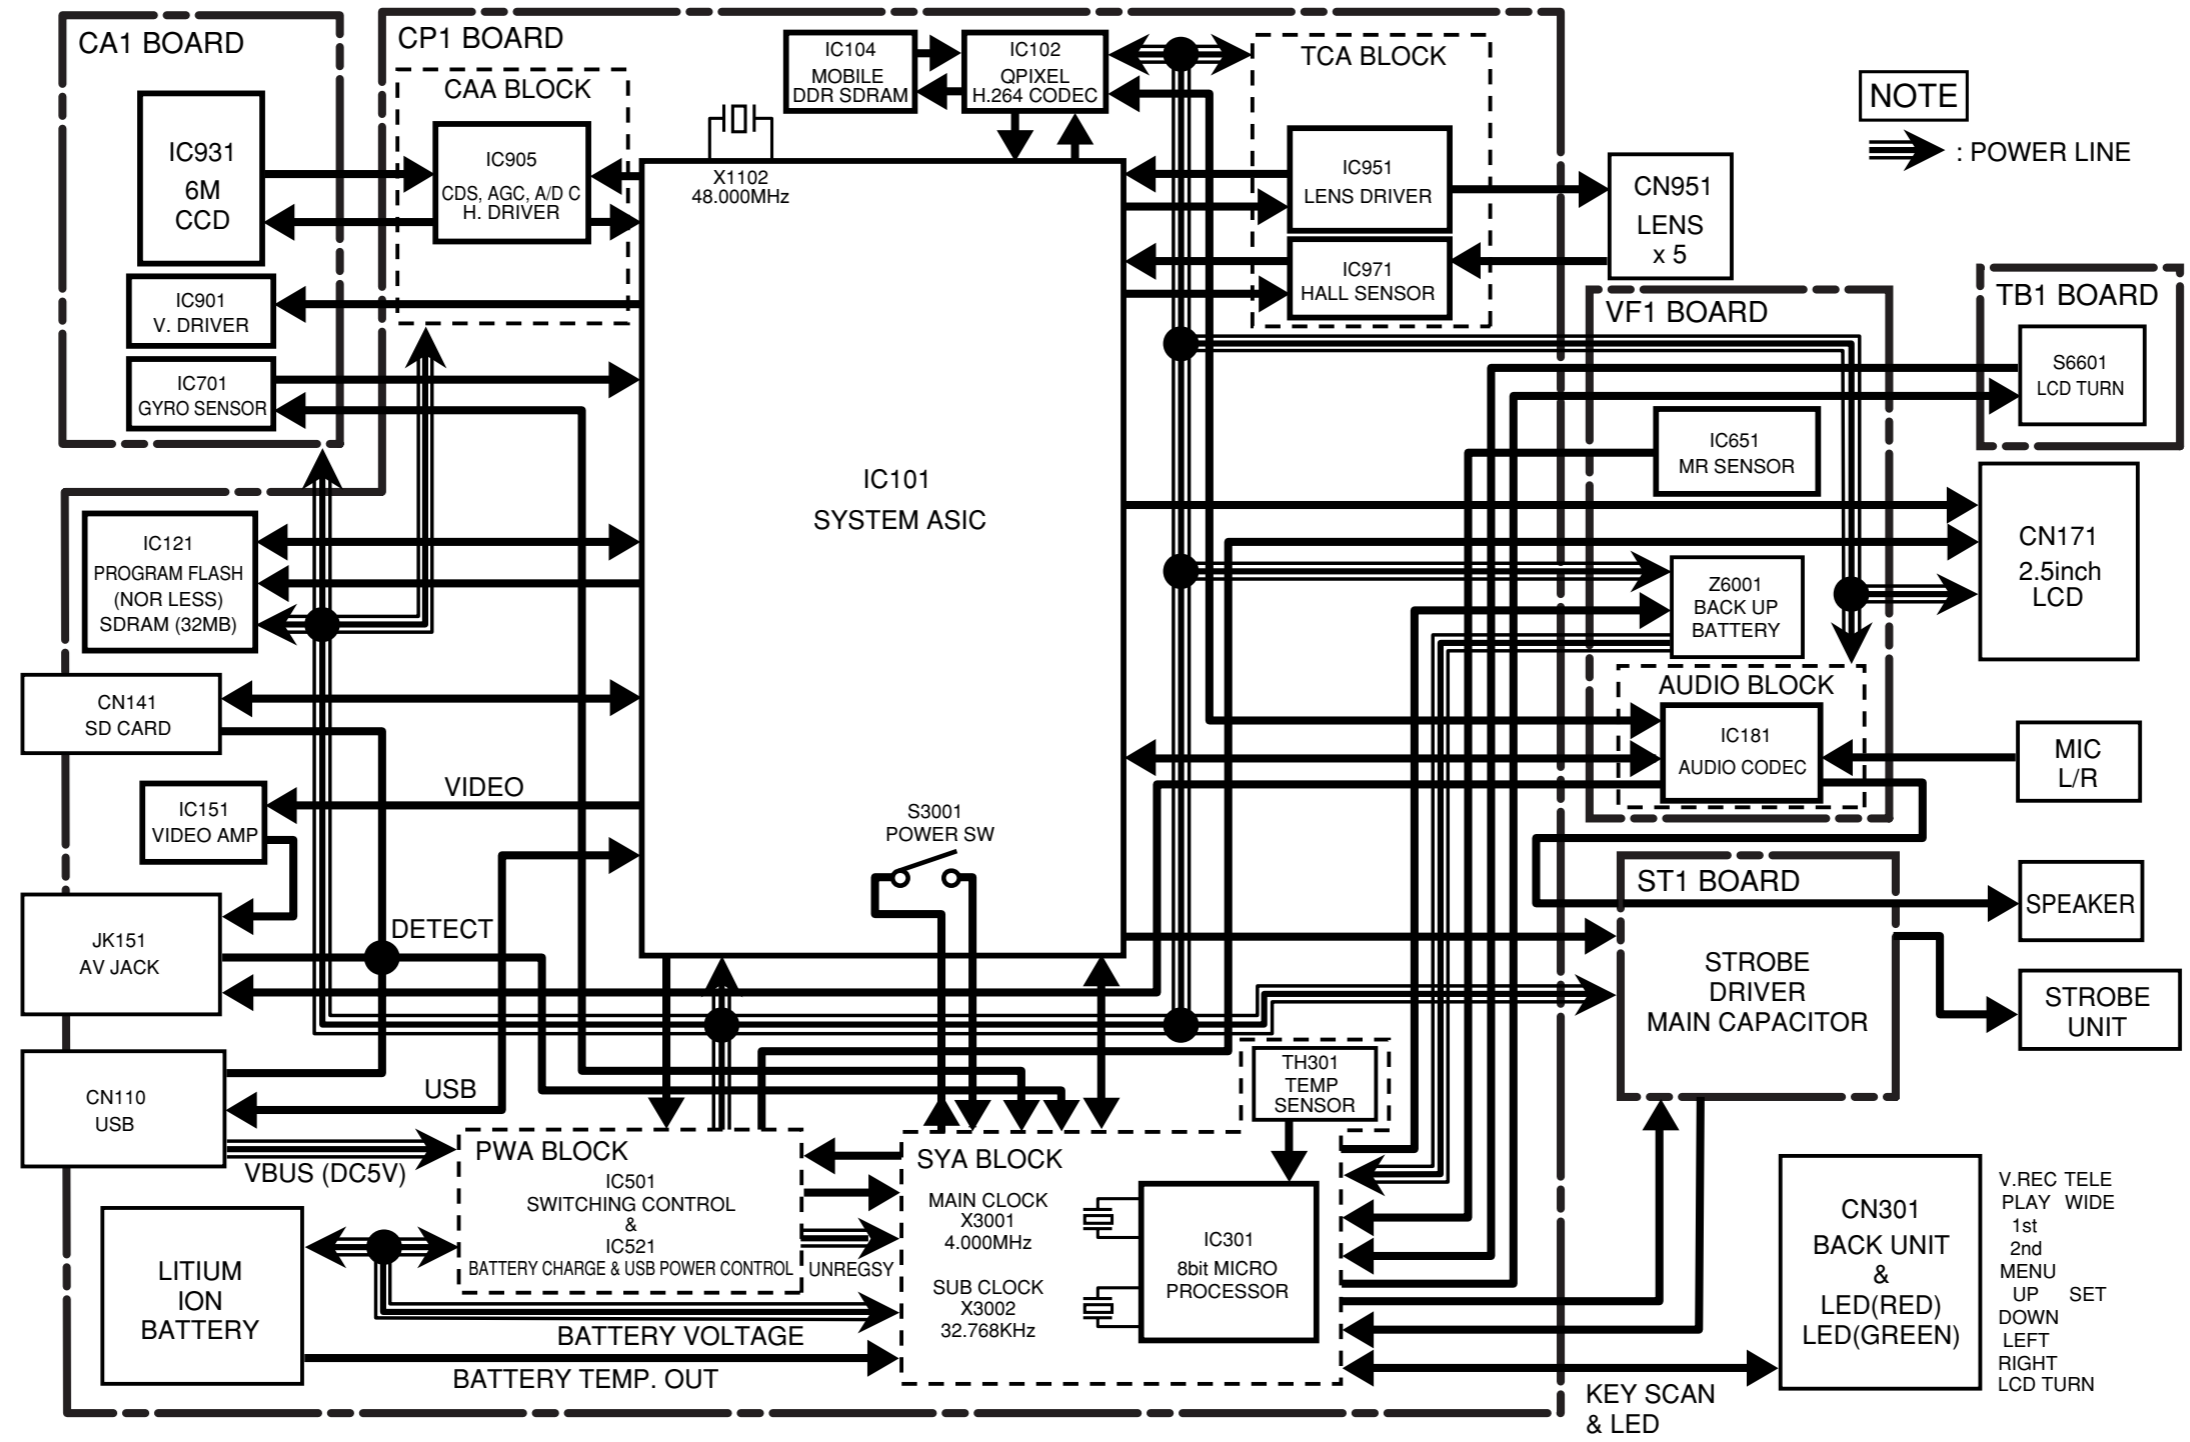 CA1 BOARD
IC931
6M
CCD
IC901
V. DRIVER
IC701
GYRO SENSOR
CP1 BOARD
CAA BLOCK
IC905
CDS, AGC, A/D C
H. DRIVER
IC104
MOBILE
DDR SDRAM
IC102
QPIXEL
H.264 CODEC
X1102
48.000MHz
IC101
SYSTEM ASIC
S3001
POWER SW
TCA BLOCK
IC951
LENS DRIVER
IC971
HALL SENSOR
NOTE
: POWER LINE
CN951
LENS
x 5
VF1 BOARD
IC651
MR SENSOR
Z6001
BACK UP
BATTERY
AUDIO BLOCK
IC181
AUDIO CODEC
TB1 BOARD
S6601
LCD TURN
CN171
2.5inch
LCD
MIC
L/R
SPEAKER
STROBE
UNIT
ST1 BOARD
STROBE
DRIVER
MAIN CAPACITOR
IC121
PROGRAM FLASH
(NOR LESS)
SDRAM (32MB)
CN141
SD CARD
IC151
VIDEO AMP
VIDEO
JK151
AV JACK
DETECT
CN110
USB
USB
VBUS (DC5V)
LITIUM
ION
BATTERY
PWA BLOCK
IC501
SWITCHING CONTROL
&
IC521
BATTERY CHARGE & USB POWER CONTROL
UNREGSY
BATTERY VOLTAGE
BATTERY TEMP. OUT
SYA BLOCK
MAIN CLOCK
X3001
4.000MHz
SUB CLOCK
X3002
32.768KHz
TH301
TEMP
SENSOR
IC301
8bit MICRO
PROCESSOR
KEY SCAN
& LED
CN301
BACK UNIT
&
LED(RED)
LED(GREEN)
V.REC TELE
PLAY WIDE
1st
2nd
MENU
UP SET
DOWN
LEFT
RIGHT
LCD TURN